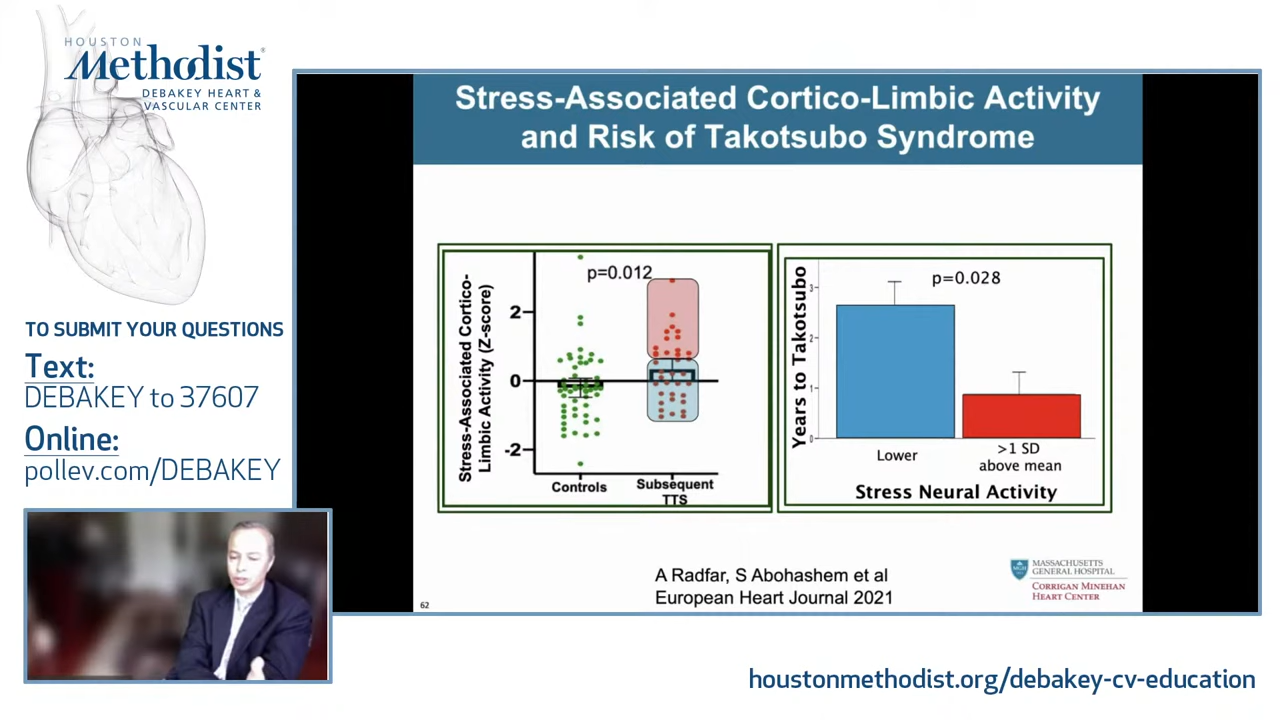 HOUSTON
Methodist®
DEBAKEY HEART &
VASCULAR CENTER
TO SUBMIT YOUR QUESTIONS
Text:
DEBAKEY to 37607
Online:
pollev.com/DEBAKEY
Stress-Associated Cortico-Limbic Activity
and Risk of Takotsubo Syndrome
Stress-Associated Cortico-
Limbic Activity (Z-score)
p=0.012
2
0
-2
Controls
Subsequent
TTS
Years to Takotsubo
p=0.028
3
2
1
0
Lower
>1 SD
above mean
Stress Neural Activity
A Radfar, S Abohashem et al
European Heart Journal 2021
62
MGH
MASSACHUSETTS
GENERAL HOSPITAL
CORRIGAN MINEHAN
HEART CENTER
houstonmethodist.org/debakey-cv-education